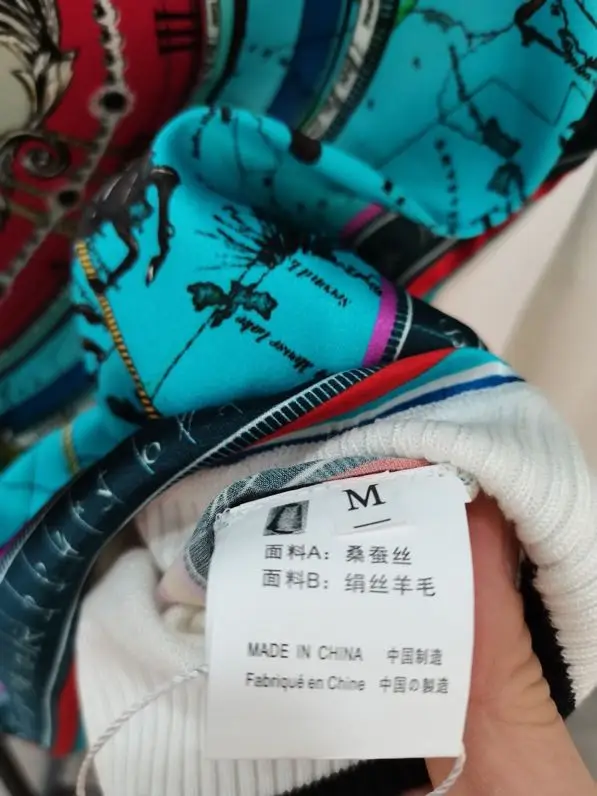 M
面料A：桑蚕丝
面料B：绢丝羊毛
MADE IN CHINA 中国制造
Fabriqué en Chine 中国の製造